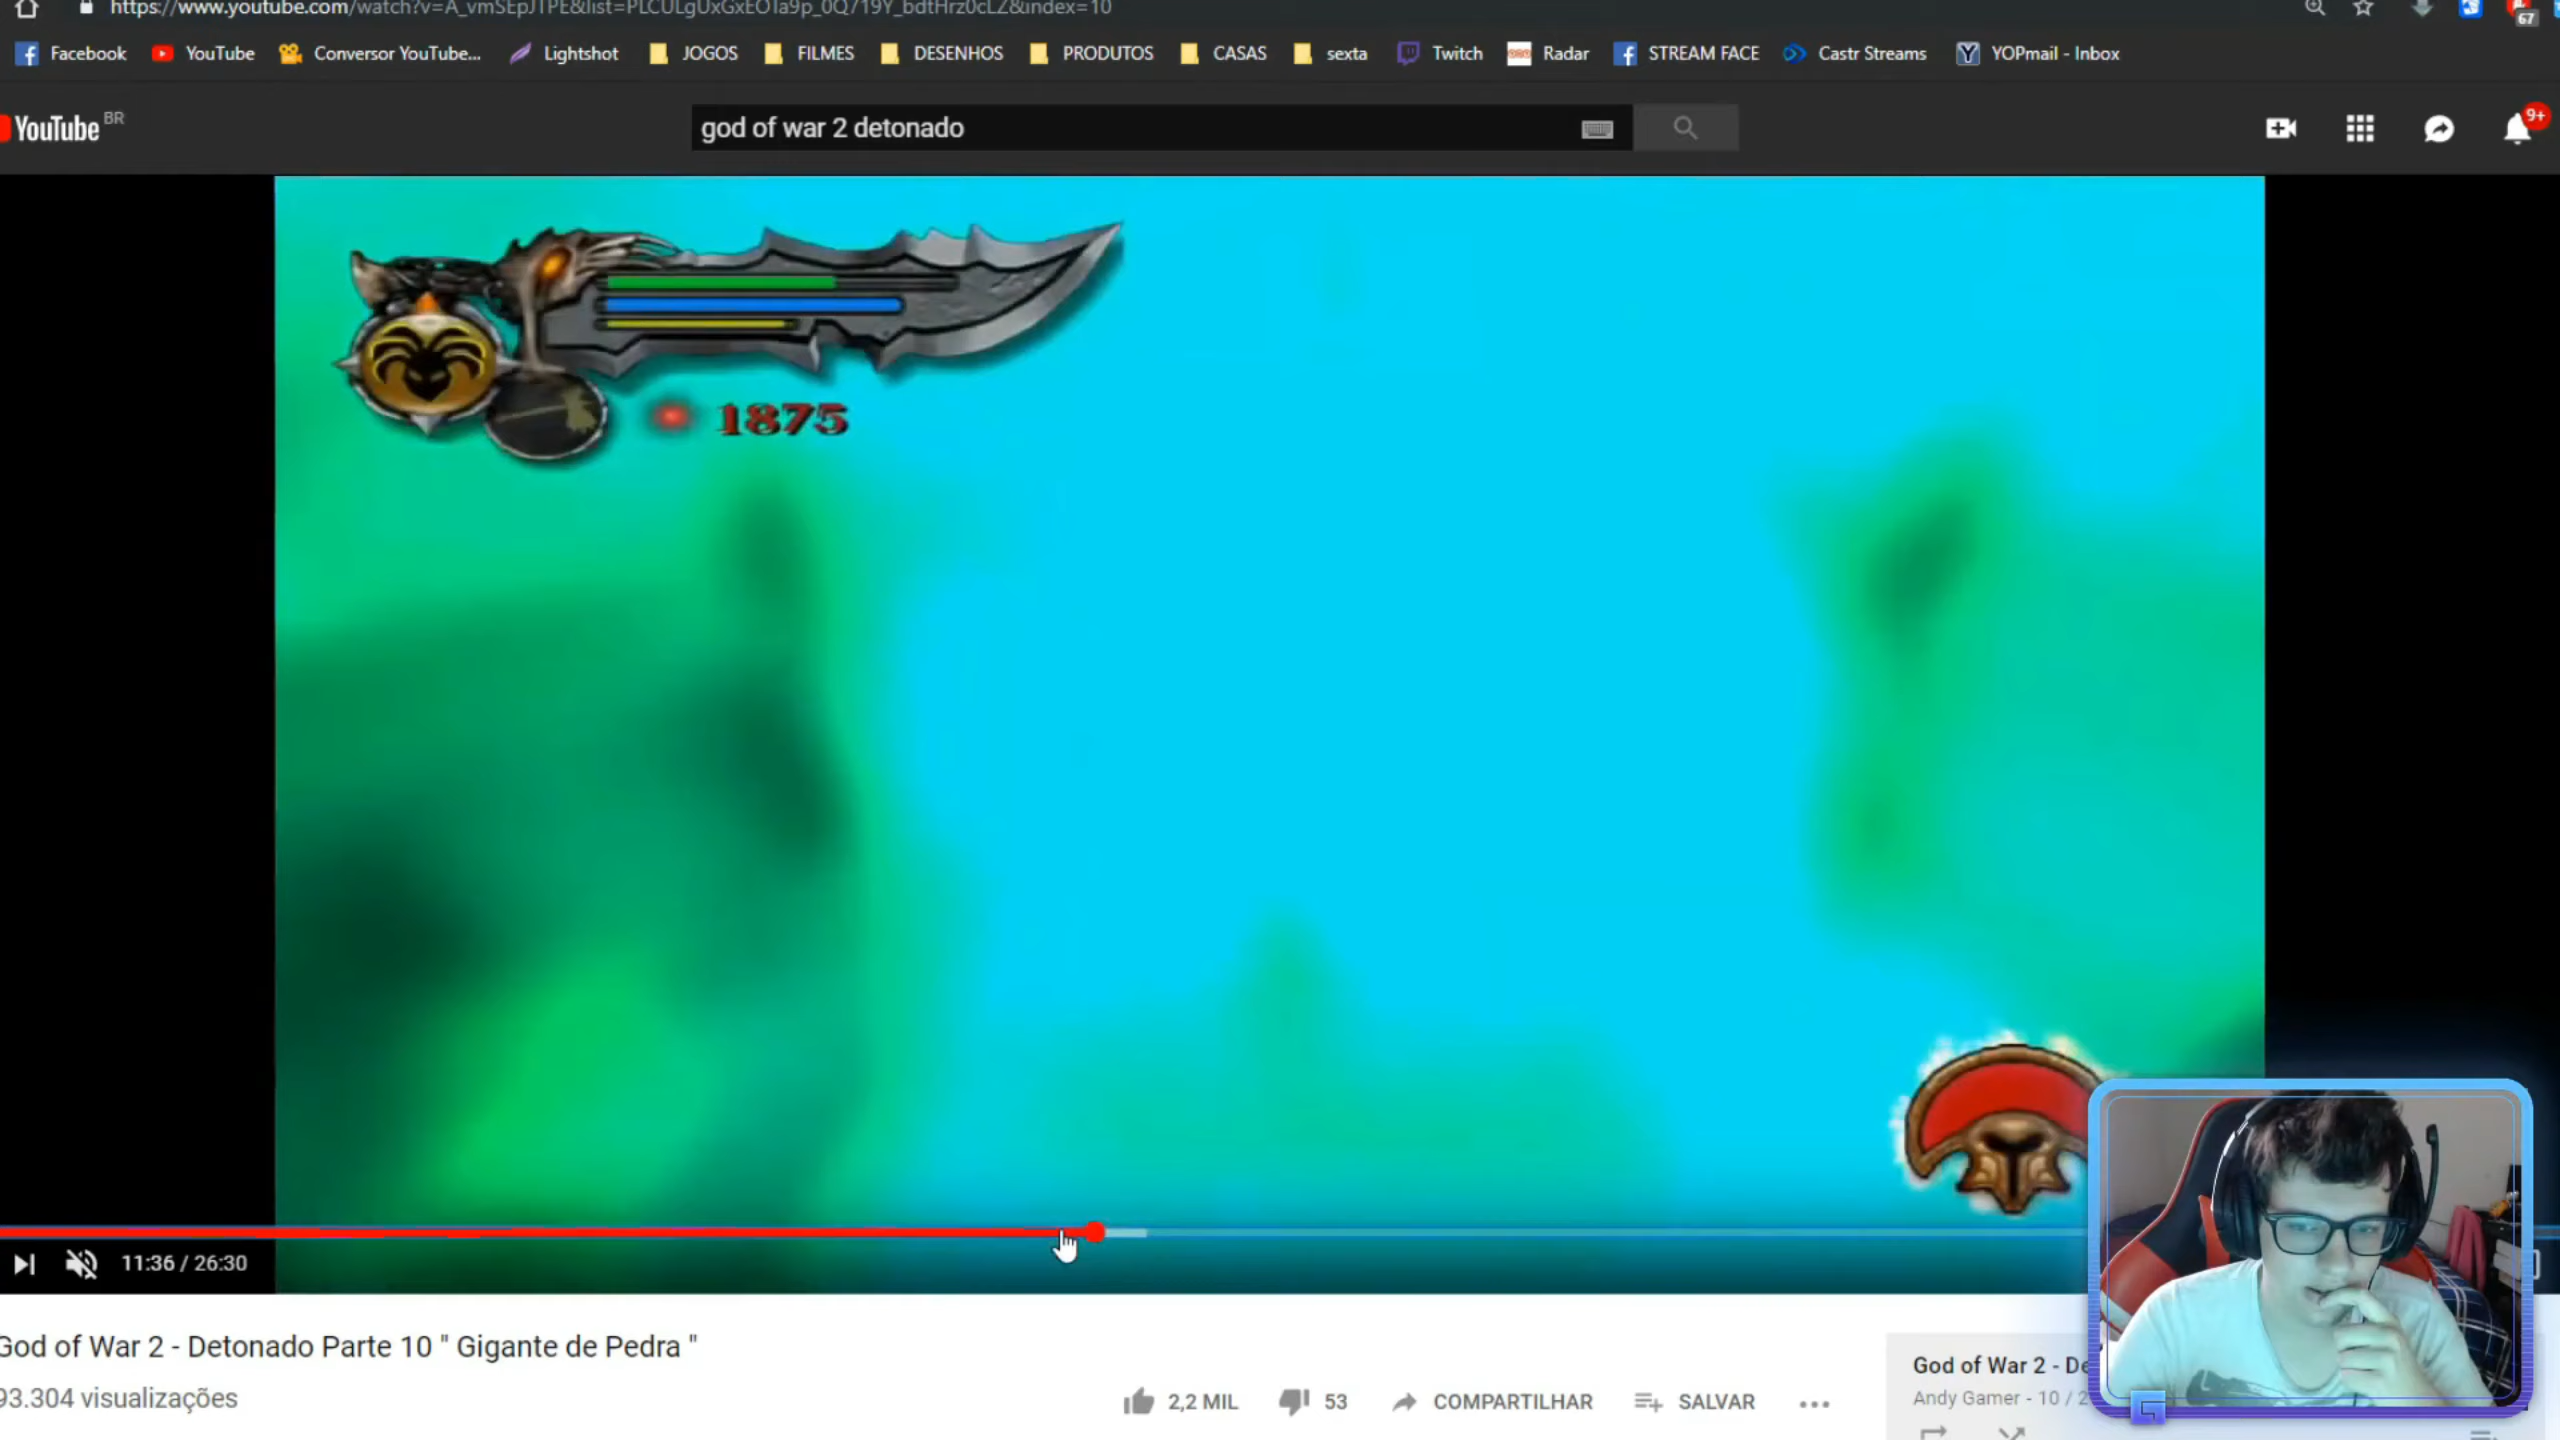 https://www.youtube.com/watch?v=A_vmSEpJTPE&list=PLCULgUxGxEOTa9p_0Q719Y_bdtHrz0cLZ&index=10
67
Facebook YouTube Conversor YouTube... Lightshot JOGOS FILMES DESENHOS PRODUTOS CASAS sexta Twitch Radar STREAM FACE Castr Streams YOPmail - Inbox
YouTube BR
god of war 2 detonado
9+
1875
11:36 / 26:30
God of War 2 - Detonado Parte 10 " Gigante de Pedra "
93.304 visualizações
2,2 MIL 53 COMPARTILHAR SALVAR
God of War 2 - De
Andy Gamer - 10 / 2